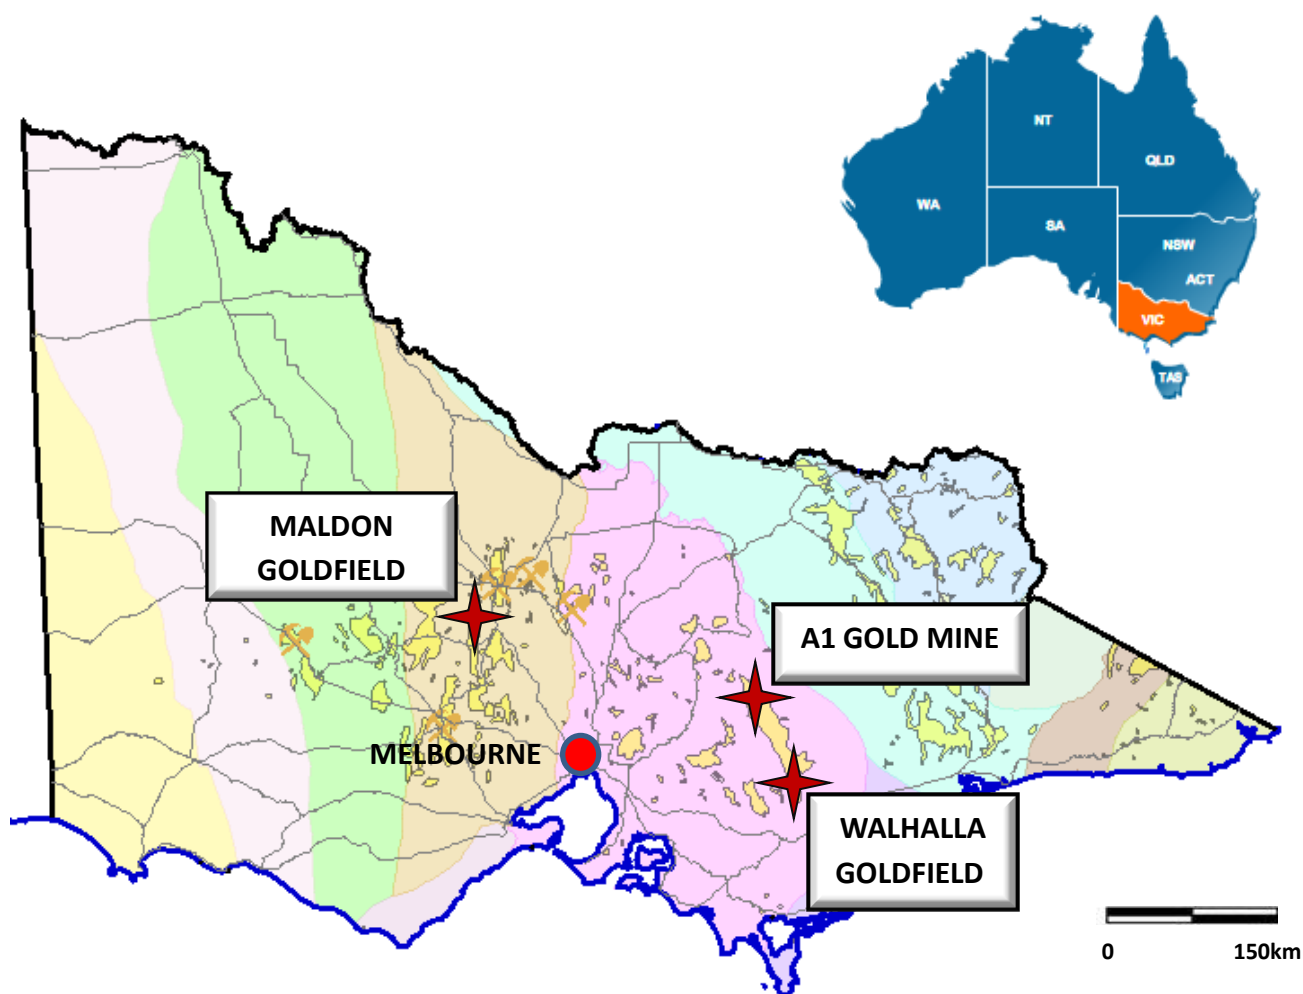 NT
QLD
WA
SA
NSW
ACT
VIC
TAS
MALDON
GOLDFIELD
A1 GOLD MINE
MELBOURNE
WALHALLA
GOLDFIELD
0 150km